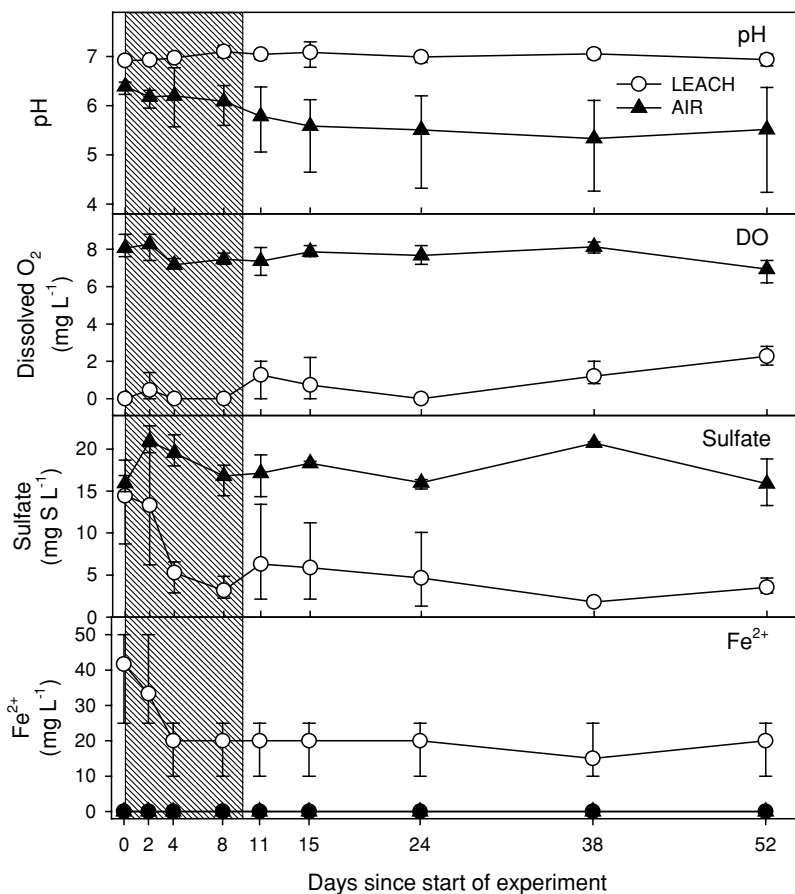 pH
LEACH
AIR
7
6
5
4
pH
DO
8
6
4
2
0
Dissolved O₂
(mg L⁻¹)
Sulfate
20
15
10
5
0
Sulfate
(mg S L⁻¹)
Fe²⁺
50
40
30
20
10
0
Fe²⁺
(mg L⁻¹)
0 2 4 8 11 15 24 38 52
Days since start of experiment